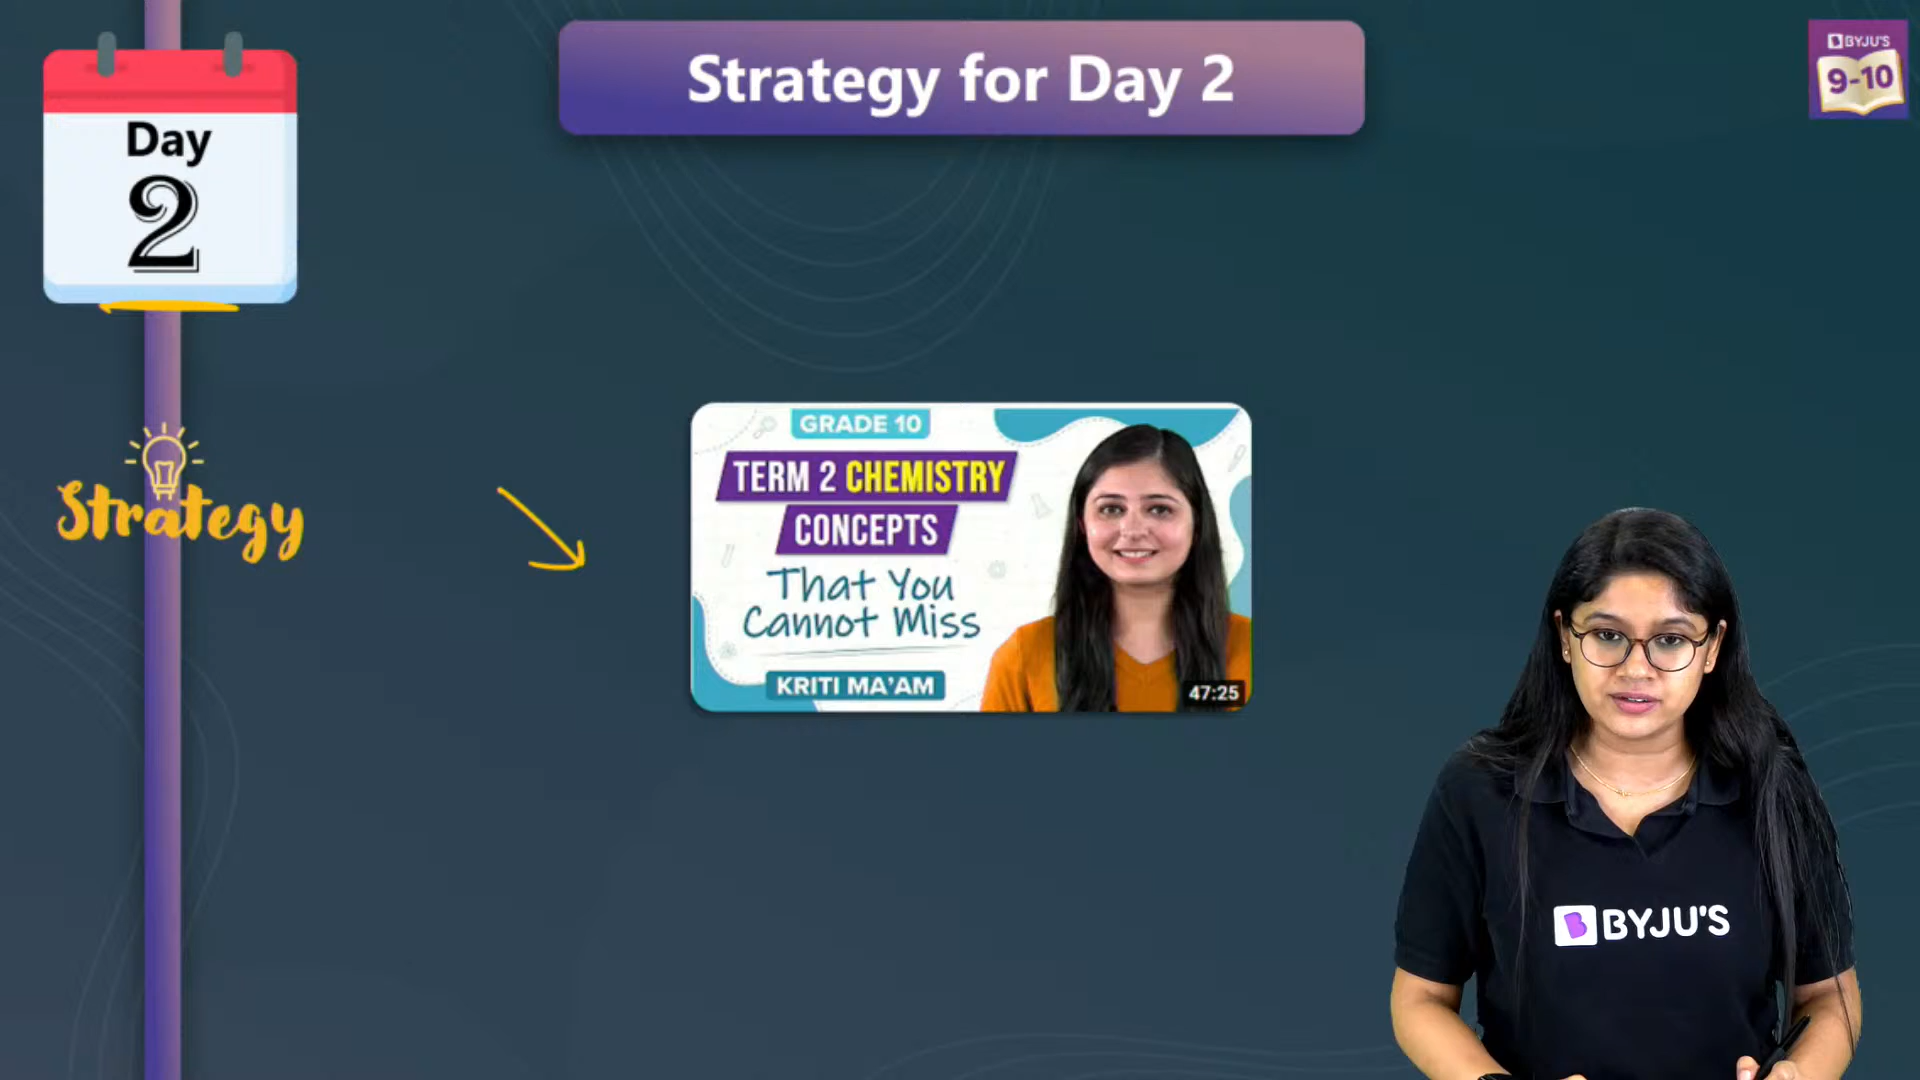 Strategy for Day 2
BYJU'S
9-10
Day
2
Strategy
GRADE 10
TERM 2 CHEMISTRY
CONCEPTS
That You
Cannot Miss
KRITI MA'AM
47:25
BYJU'S